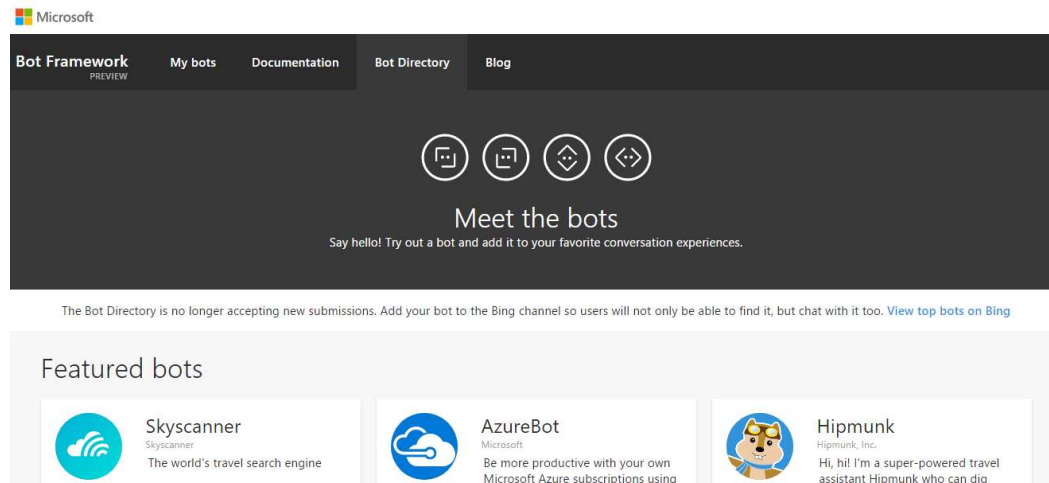 Microsoft
Bot Framework
PREVIEW
My bots
Documentation
Bot Directory
Blog
Meet the bots
Say hello! Try out a bot and add it to your favorite conversation experiences.
The Bot Directory is no longer accepting new submissions. Add your bot to the Bing channel so users will not only be able to find it, but chat with it too. View top bots on Bing
Featured bots
Skyscanner
Skyscanner
The world's travel search engine
AzureBot
Microsoft
Be more productive with your own
Microsoft Azure subscriptions using
Hipmunk
Hipmunk, Inc.
Hi, hi! I'm a super-powered travel
assistant Hipmunk who can dig